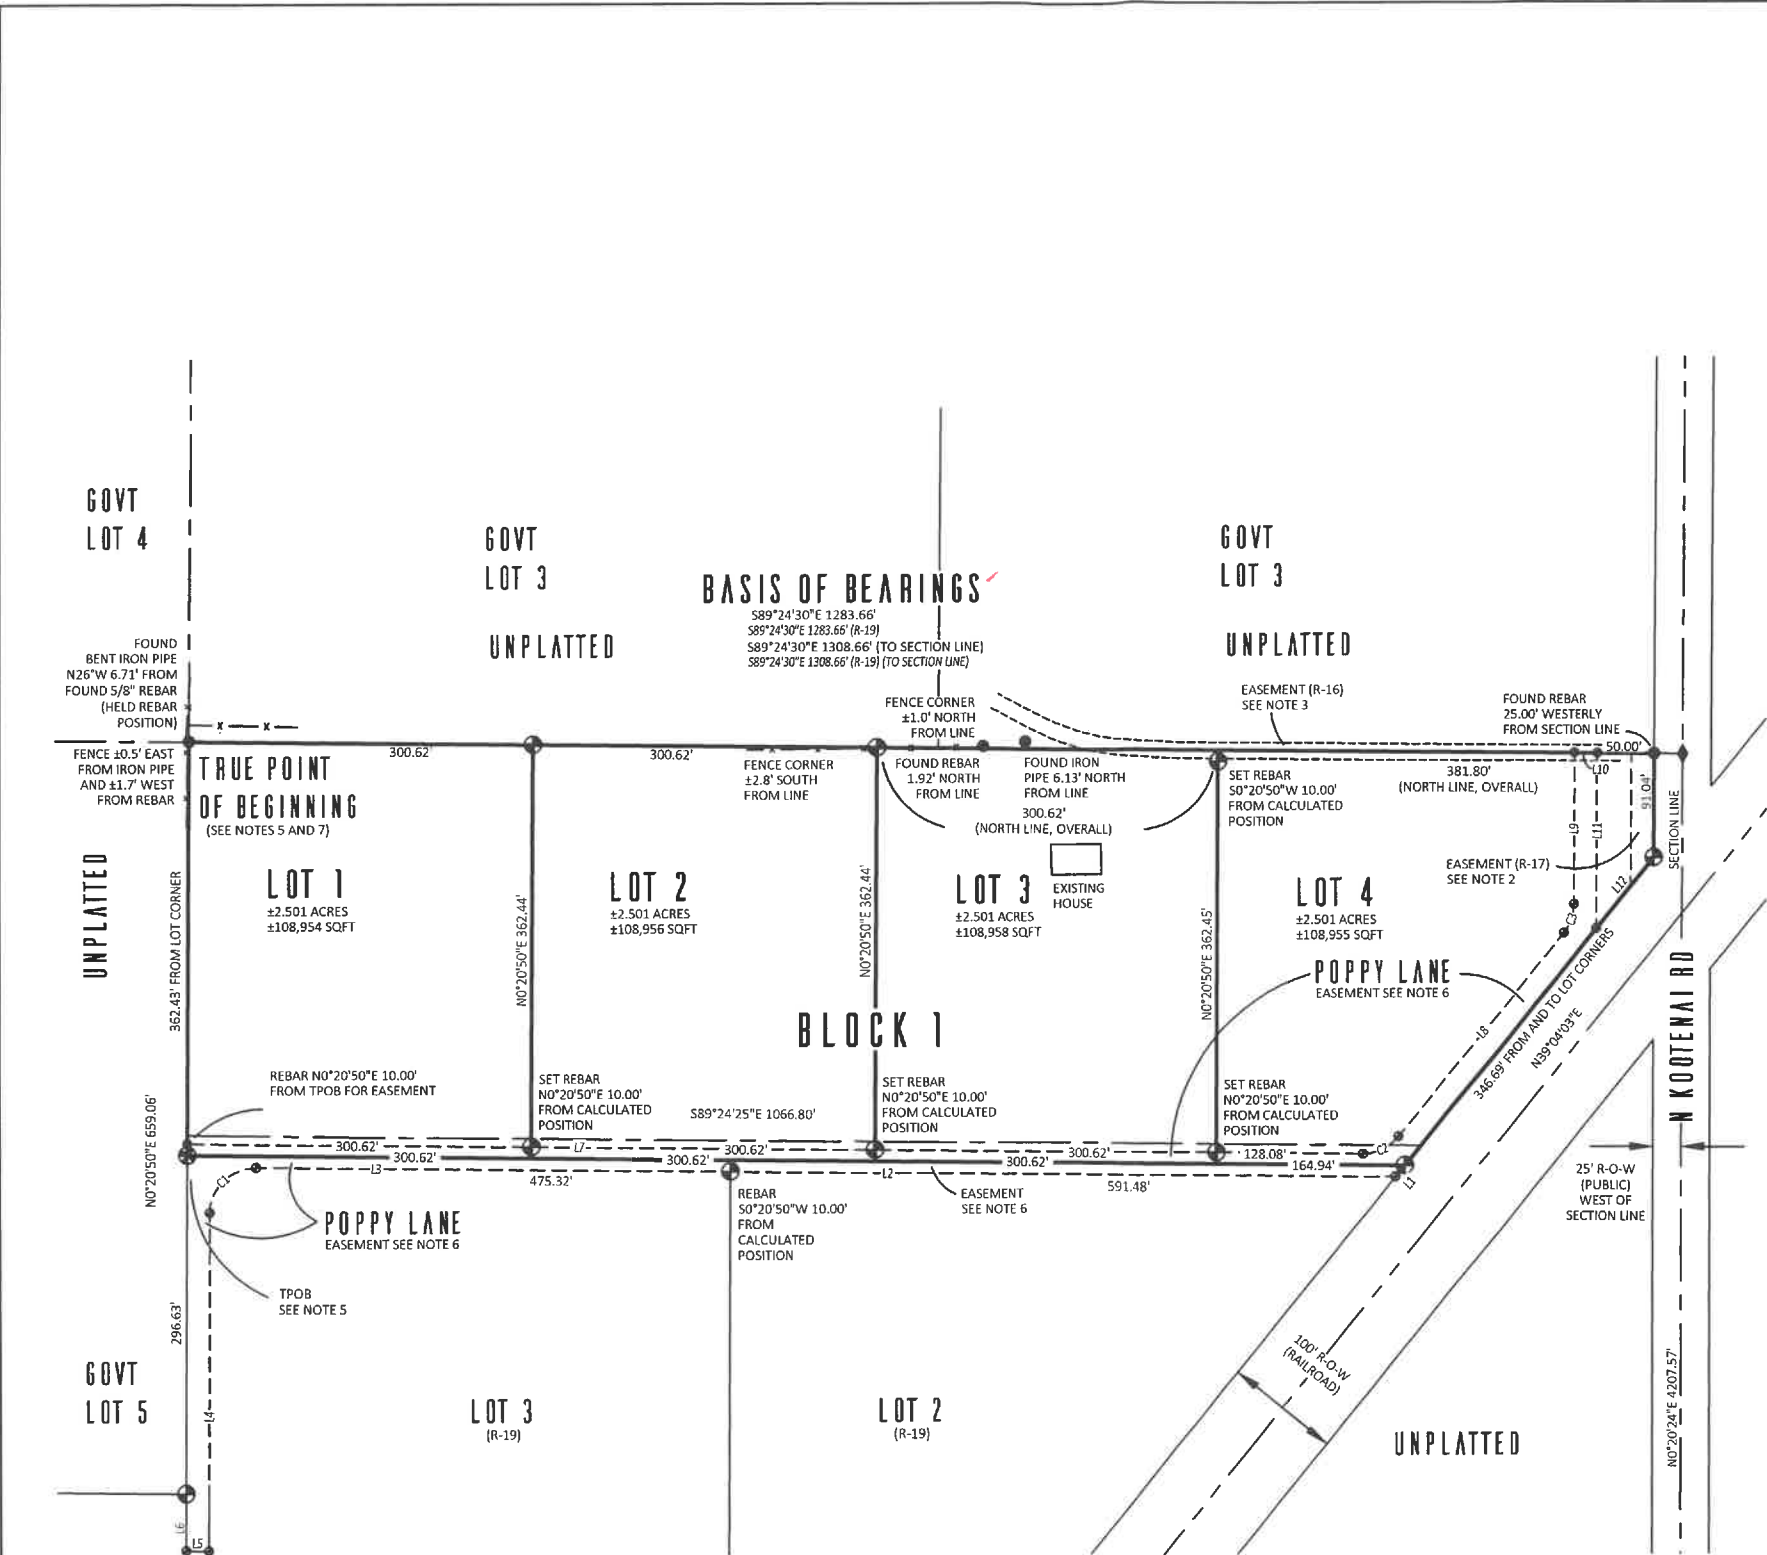 GOVT
LOT 4
GOVT
LOT 3
UNPLATTED
BASIS OF BEARINGS
S89°24'30"E 1283.66'
S89°24'30"E 1283.66' (R-19)
S89°24'30"E 1308.66' (TO SECTION LINE)
S89°24'30"E 1308.66' (R-19) (TO SECTION LINE)
GOVT
LOT 3
UNPLATTED
FOUND
BENT IRON PIPE
N26°W 6.71' FROM
FOUND 5/8" REBAR
(HELD REBAR
POSITION)
FENCE ±0.5' EAST
FROM IRON PIPE
AND ±1.7' WEST
FROM REBAR
FENCE CORNER
±1.0' NORTH
FROM LINE
EASEMENT (R-16)
SEE NOTE 3
FOUND REBAR
25.00' WESTERLY
FROM SECTION LINE
50.00'
300.62'
300.62'
TRUE POINT
OF BEGINNING
(SEE NOTES 5 AND 7)
FENCE CORNER
±2.8' SOUTH
FROM LINE
FOUND REBAR
1.92' NORTH
FROM LINE
FOUND IRON
PIPE 6.13' NORTH
FROM LINE
300.62'
(NORTH LINE, OVERALL)
SET REBAR
S0°20'50"W 10.00'
FROM CALCULATED
POSITION
381.80'
(NORTH LINE, OVERALL)
L10
91.04'
L9
L11
L12
SECTION LINE
EASEMENT (R-17)
SEE NOTE 2
UNPLATTED
362.43' FROM LOT CORNER
LOT 1
±2.501 ACRES
±108,954 SQFT
N0°20'50"E 362.44'
LOT 2
±2.501 ACRES
±108,956 SQFT
N0°20'50"E 362.44'
LOT 3
±2.501 ACRES
±108,958 SQFT
EXISTING
HOUSE
N0°20'50"E 362.45'
LOT 4
±2.501 ACRES
±108,955 SQFT
C3
POPPY LANE
EASEMENT SEE NOTE 6
BLOCK 1
L8
346.69' FROM AND TO LOT CORNERS
N39°04'03"E
N KOOTENAI RD
REBAR N0°20'50"E 10.00'
FROM TPOB FOR EASEMENT
SET REBAR
N0°20'50"E 10.00'
FROM CALCULATED
POSITION
S89°24'25"E 1066.80'
SET REBAR
N0°20'50"E 10.00'
FROM CALCULATED
POSITION
SET REBAR
N0°20'50"E 10.00'
FROM CALCULATED
POSITION
N0°20'50"E 659.06'
300.62'
L7
300.62'
300.62'
128.08'
C2
300.62'
300.62'
300.62'
164.94'
C1
L3
475.32'
L2
591.48'
L1
REBAR
S0°20'50"W 10.00'
FROM
CALCULATED
POSITION
EASEMENT
SEE NOTE 6
25' R-O-W
(PUBLIC)
WEST OF
SECTION LINE
POPPY LANE
EASEMENT SEE NOTE 6
TPOB
SEE NOTE 5
296.63'
GOVT
LOT 5
L4
LOT 3
(R-19)
LOT 2
(R-19)
100' R-O-W
(RAILROAD)
UNPLATTED
N0°20'24"E 4207.57'
L6
L5